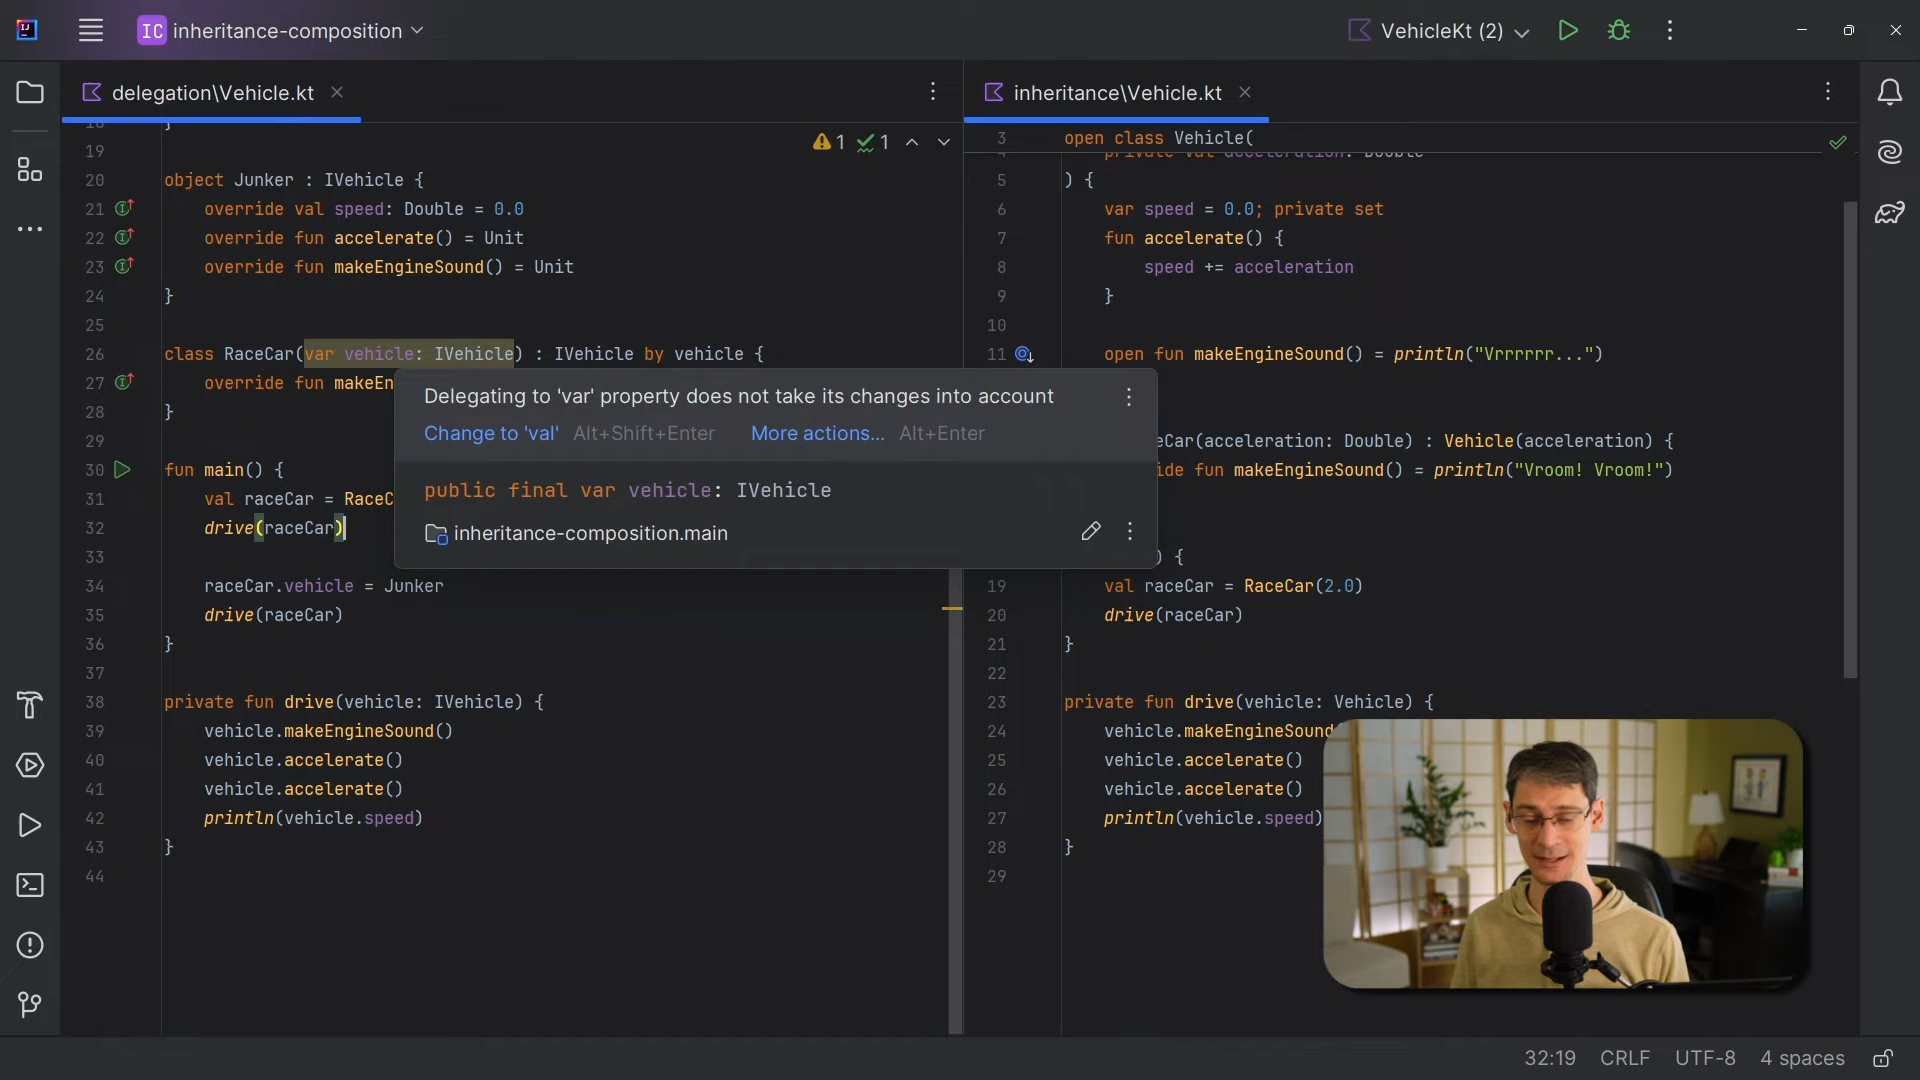 IJ
IC inheritance-composition
VehicleKt (2)
delegation\Vehicle.kt
1 1
18 }
19
20 object Junker : IVehicle {
21 override val speed: Double = 0.0
22 override fun accelerate() = Unit
23 override fun makeEngineSound() = Unit
24 }
25
26 class RaceCar(var vehicle: IVehicle) : IVehicle by vehicle {
27 override fun makeEn
28 }
29
30 fun main() {
31 val raceCar = RaceC
32 drive(raceCar)
33
34 raceCar.vehicle = Junker
35 drive(raceCar)
36 }
37
38 private fun drive(vehicle: IVehicle) {
39 vehicle.makeEngineSound()
40 vehicle.accelerate()
41 vehicle.accelerate()
42 println(vehicle.speed)
43 }
44
Delegating to 'var' property does not take its changes into account
Change to 'val' Alt+Shift+Enter More actions... Alt+Enter
public final var vehicle: IVehicle
inheritance-composition.main
inheritance\Vehicle.kt
3 open class Vehicle(
4 private val acceleration: Double
5 ) {
6 var speed = 0.0; private set
7 fun accelerate() {
8 speed += acceleration
9 }
10
11 open fun makeEngineSound() = println("Vrrrrrr...")
eCar(acceleration: Double) : Vehicle(acceleration) {
ide fun makeEngineSound() = println("Vroom! Vroom!")
) {
19 val raceCar = RaceCar(2.0)
20 drive(raceCar)
21 }
22
23 private fun drive(vehicle: Vehicle) {
24 vehicle.makeEngineSound(
25 vehicle.accelerate()
26 vehicle.accelerate()
27 println(vehicle.speed)
28 }
29
32:19 CRLF UTF-8 4 spaces